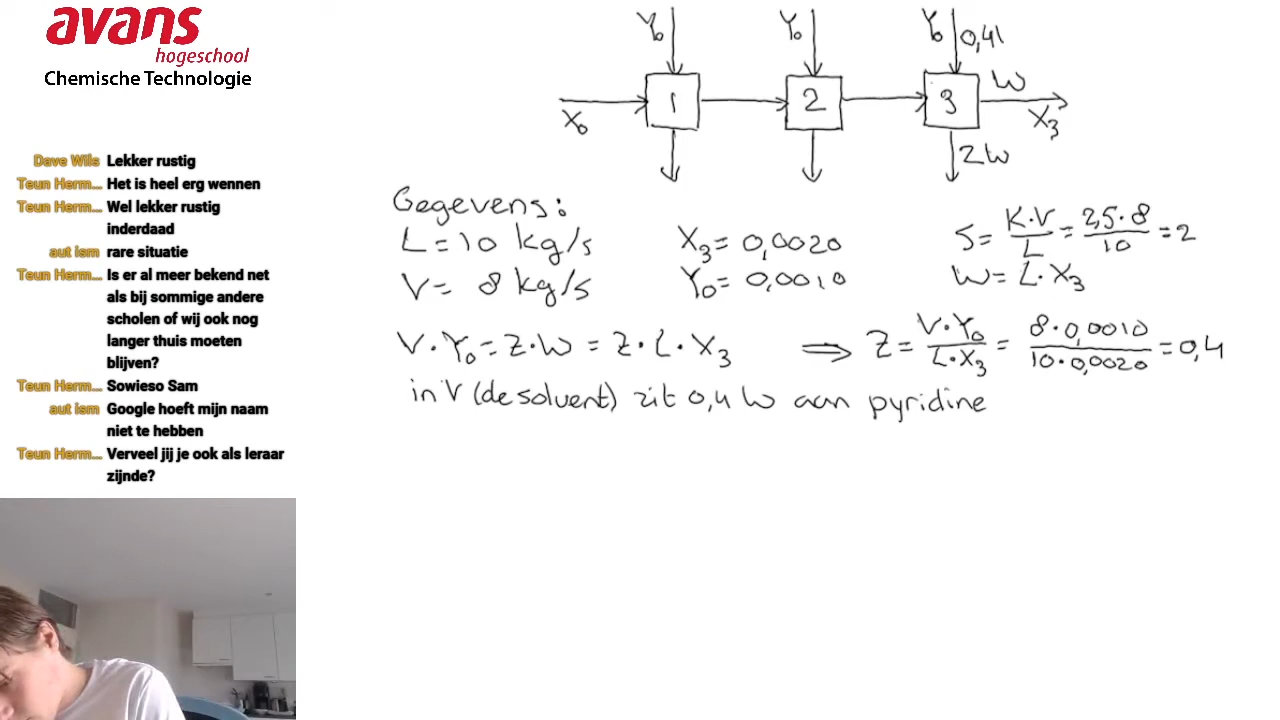 avans
hogeschool
Chemische Technologie
Dave Wils Lekker rustig
Teun Herm... Het is heel erg wennen
Teun Herm... Wel lekker rustig
inderdaad
aut ism rare situatie
Teun Herm... Is er al meer bekend net
als bij sommige andere
scholen of wij ook nog
langer thuis moeten
blijven?
Teun Herm... Sowieso Sam
aut ism Google hoeft mijn naam
niet te hebben
Teun Herm... Verveel jij je ook als leraar
zijnde?
Y₀ Y₀ Y₀ 0,4W
X₀ 1 2 3 W X₃
2W
Gegevens:
L = 10 kg/s X₃ = 0,0020 S = K·V/L = 2,5·8/10 = 2
V = 8 kg/s Y₀ = 0,0010 W = L·X₃
V·Y₀ = Z·W = Z·L·X₃ ⟹ Z = V·Y₀/L·X₃ = 8·0,0010/10·0,0020 = 0,4
in V (de solvent) zit 0,4 W aan pyridine